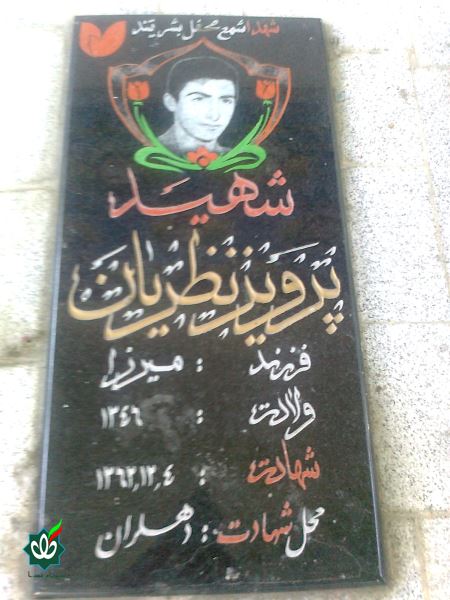 شهدا شمع محفل بشریتند
شهید
پرویز نظریان
فرزند : میرزا
ولادت : ۱۳۴۶
شهادت : ۱۳۶۲,۱۲,۴
محل شهادت : دهلران